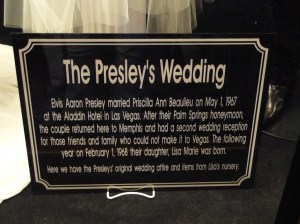 The Presley's Wedding
Elvis Aaron Presley married Priscilla Ann Beaulieu on May 1, 1967
at the Aladdin Hotel in Las Vegas. After their Palm Springs honeymoon,
the couple returned here to Memphis and had a second wedding reception
for those friends and family who could not make it to Vegas. The following
year on February 1, 1968 their daughter, Lisa Marie was born.
Here we have the Presleys' original wedding attire and items from Lisa's nursery.